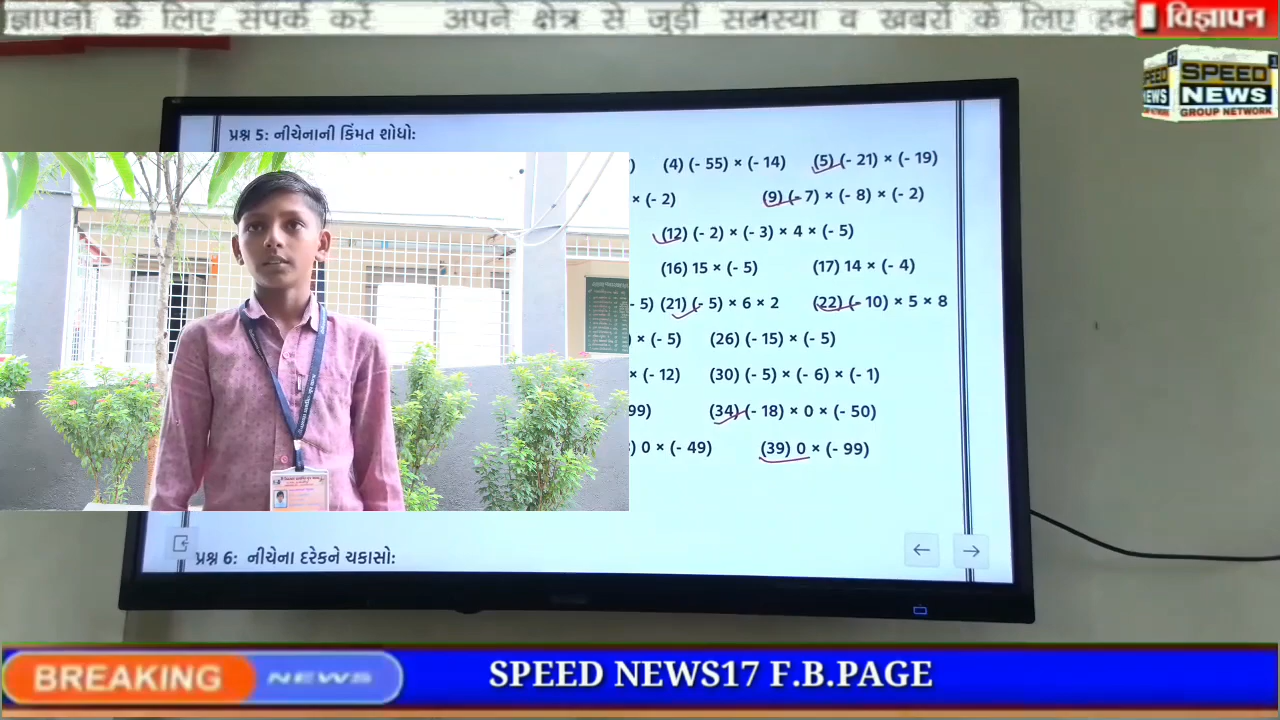 ज्ञापनों के लिए संपर्क करें अपने क्षेत्र से जुड़ी समस्या व खबरों के लिए हमें
विज्ञापन
SPEED NEWS
SPEED NEWS
GROUP NETWORK
પ્રશ્ન 5: નીચેનાની કિંમત શોધો:
) (4) (- 55) × (- 14) (5) (- 21) × (- 19)
× (- 2) (9) (- 7) × (- 8) × (- 2)
(12) (- 2) × (- 3) × 4 × (- 5)
(16) 15 × (- 5) (17) 14 × (- 4)
- 5) (21) (- 5) × 6 × 2 (22) (- 10) × 5 × 8
× (- 5) (26) (- 15) × (- 5)
× (- 12) (30) (- 5) × (- 6) × (- 1)
99) (34) (- 18) × 0 × (- 50)
) 0 × (- 49) (39) 0 × (- 99)
પ્રશ્ન 6: નીચેના દરેકને ચકાસો:
BREAKING NEWS
SPEED NEWS17 F.B.PAGE